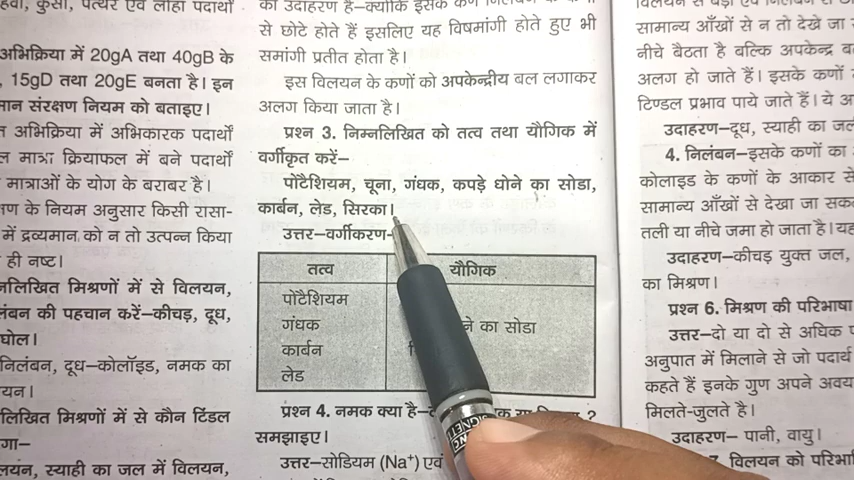 हवा, कुर्सी, पत्थर एवं लोहा पदार्थों
अभिक्रिया में 20gA तथा 40gB के
, 15gD तथा 20gE बनता है। इन
मान संरक्षण नियम को बताइए।
अभिक्रिया में अभिकारक पदार्थों
ल मात्रा क्रियाफल में बने पदार्थों
मात्राओं के योग के बराबर है।
के नियम अनुसार किसी रासा-
में द्रव्यमान को न तो उत्पन्न किया
ही नष्ट।
मिश्रणों में से विलयन,
की पहचान करें–कीचड़, दूध,
घोल।
निलंबन, दूध–कोलॉइड, नमक का
यन।
लिखित मिश्रणों में से कौन टिंडल
गा–
लयन, स्याही का जल में विलयन,
का उदाहरण है–क्योंकि इसके कण
से छोटे होते हैं इसलिए यह विषमांगी होते हुए भी
समांगी प्रतीत होता है।
इस विलयन के कणों को अपकेन्द्रीय बल लगाकर
अलग किया जाता है।
प्रश्न 3. निम्नलिखित को तत्व तथा यौगिक में
वर्गीकृत करें–
पोटैशियम, चूना, गंधक, कपड़े धोने का सोडा,
कार्बन, लेड, सिरका।
उत्तर–वर्गीकरण–
तत्व यौगिक
पोटैशियम
गंधक ने का सोडा
कार्बन
लेड
प्रश्न 4. नमक क्या है– ?
समझाइए।
उत्तर–सोडियम (Na⁺) एवं
सामान्य आँखों से न तो देखे जा
नीचे बैठता है बल्कि अपकेन्द्र
अलग हो जाते हैं। इसके कणों
टिण्डल प्रभाव पाये जाते हैं। ये
उदाहरण–दूध, स्याही का जल
4. निलंबन–इसके कणों का
कोलाइड के कणों के आकार से
सामान्य आँखों से देखा जा सक
तली या नीचे जमा हो जाता है। यह
उदाहरण–कीचड़ युक्त जल,
का मिश्रण।
प्रश्न 6. मिश्रण की परिभाषा
उत्तर–दो या दो से अधिक
अनुपात में मिलाने से जो पदार्थ
कहते हैं इनके गुण अपने अवय
मिलते-जुलते है।
उदाहरण– पानी, वायु।
विलयन को परिभा